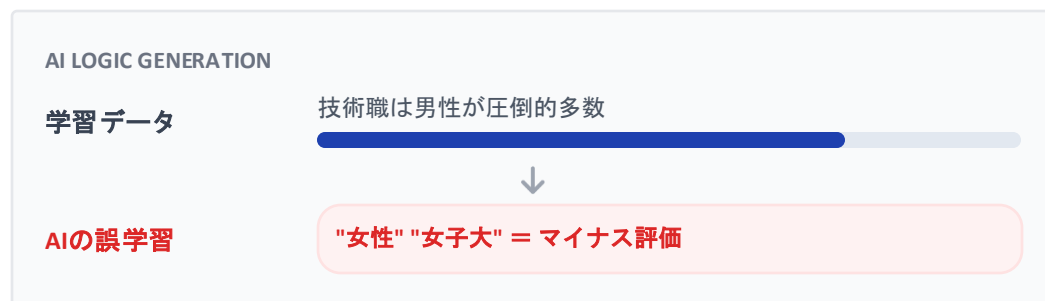 AI LOGIC GENERATION
学習データ
技術職は男性が圧倒的多数
↓
AIの誤学習
"女性" "女子大" ＝ マイナス評価